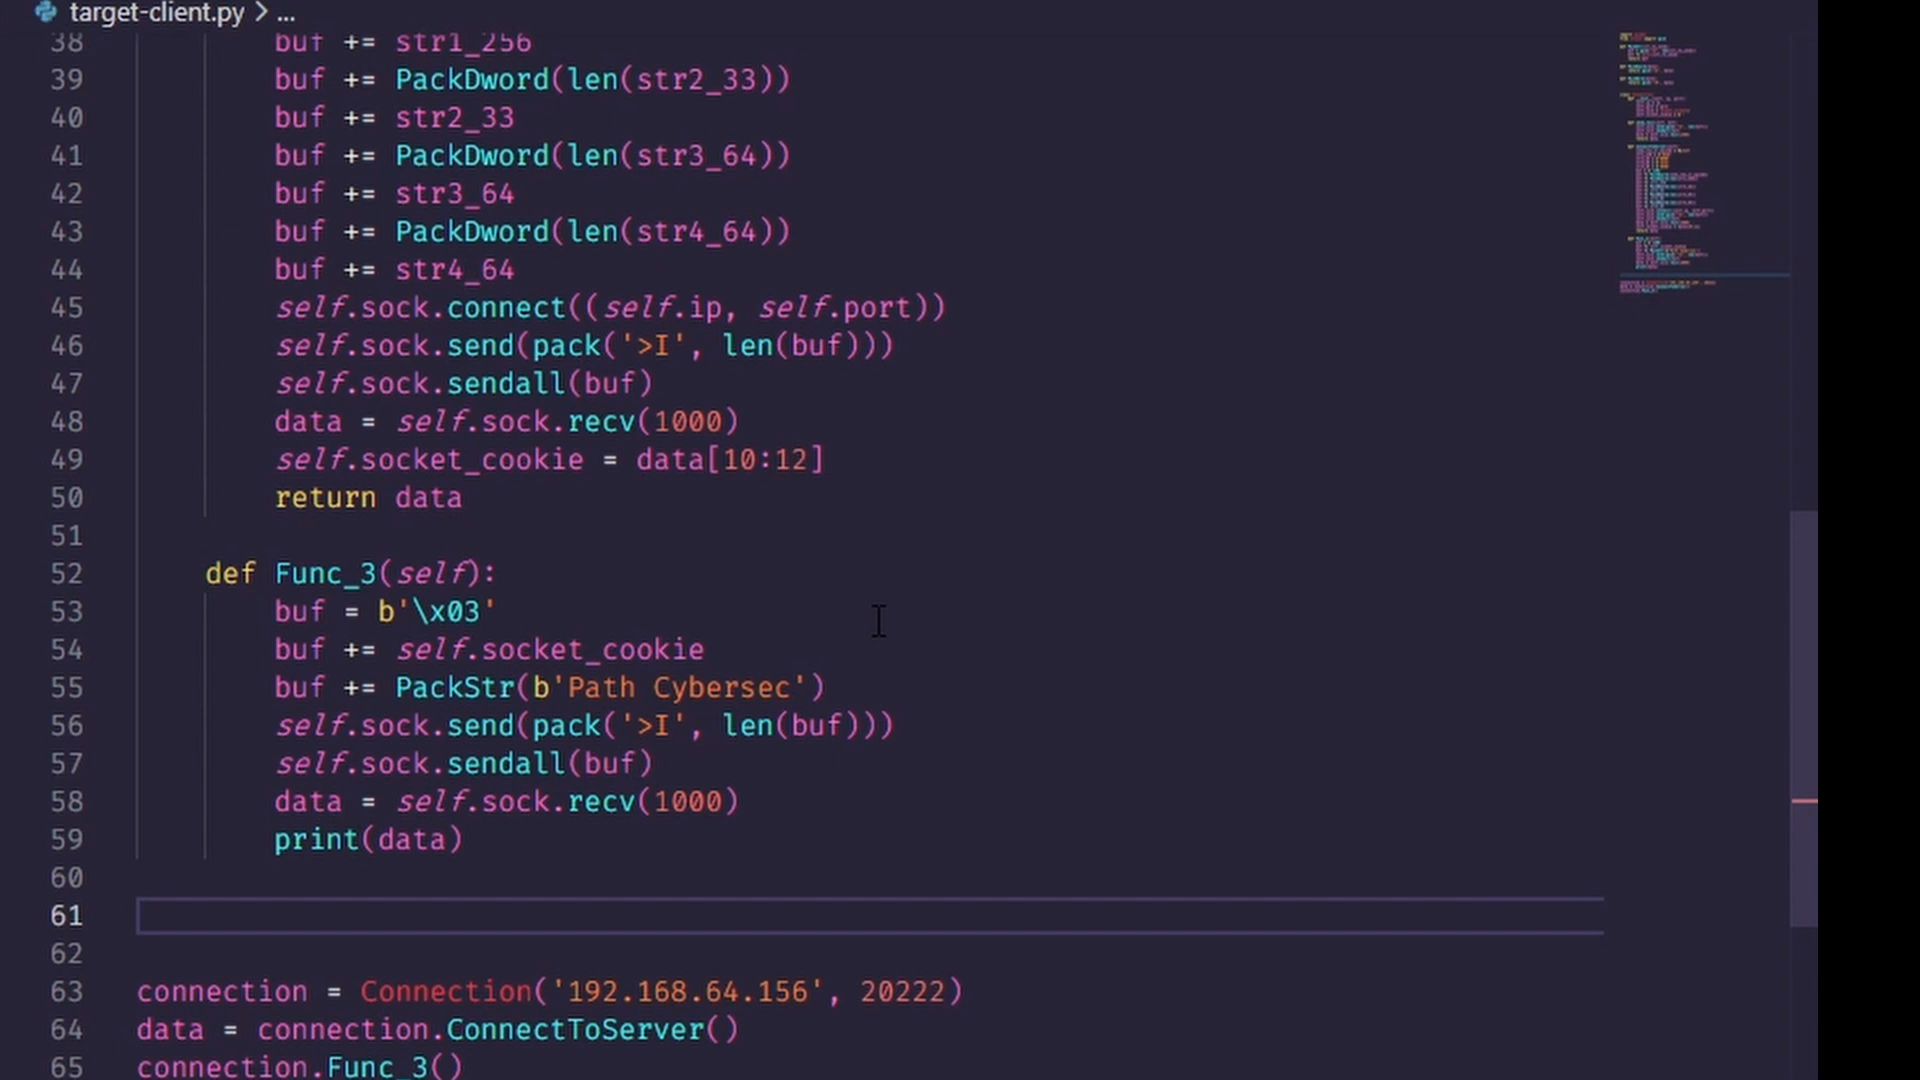 target-client.py > ...
38 buf += str1_256
39 buf += PackDword(len(str2_33))
40 buf += str2_33
41 buf += PackDword(len(str3_64))
42 buf += str3_64
43 buf += PackDword(len(str4_64))
44 buf += str4_64
45 self.sock.connect((self.ip, self.port))
46 self.sock.send(pack('>I', len(buf)))
47 self.sock.sendall(buf)
48 data = self.sock.recv(1000)
49 self.socket_cookie = data[10:12]
50 return data
51
52 def Func_3(self):
53 buf = b'\x03'
54 buf += self.socket_cookie
55 buf += PackStr(b'Path Cybersec')
56 self.sock.send(pack('>I', len(buf)))
57 self.sock.sendall(buf)
58 data = self.sock.recv(1000)
59 print(data)
60
61
62
63 connection = Connection('192.168.64.156', 20222)
64 data = connection.ConnectToServer()
65 connection.Func_3()